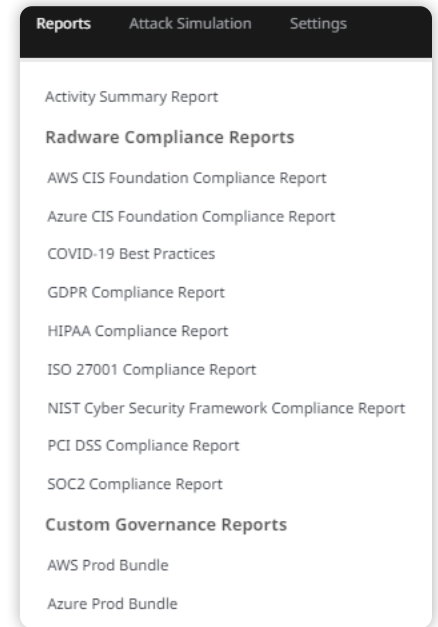 Reports Attack Simulation Settings
Activity Summary Report
Radware Compliance Reports
AWS CIS Foundation Compliance Report
Azure CIS Foundation Compliance Report
COVID-19 Best Practices
GDPR Compliance Report
HIPAA Compliance Report
ISO 27001 Compliance Report
NIST Cyber Security Framework Compliance Report
PCI DSS Compliance Report
SOC2 Compliance Report
Custom Governance Reports
AWS Prod Bundle
Azure Prod Bundle